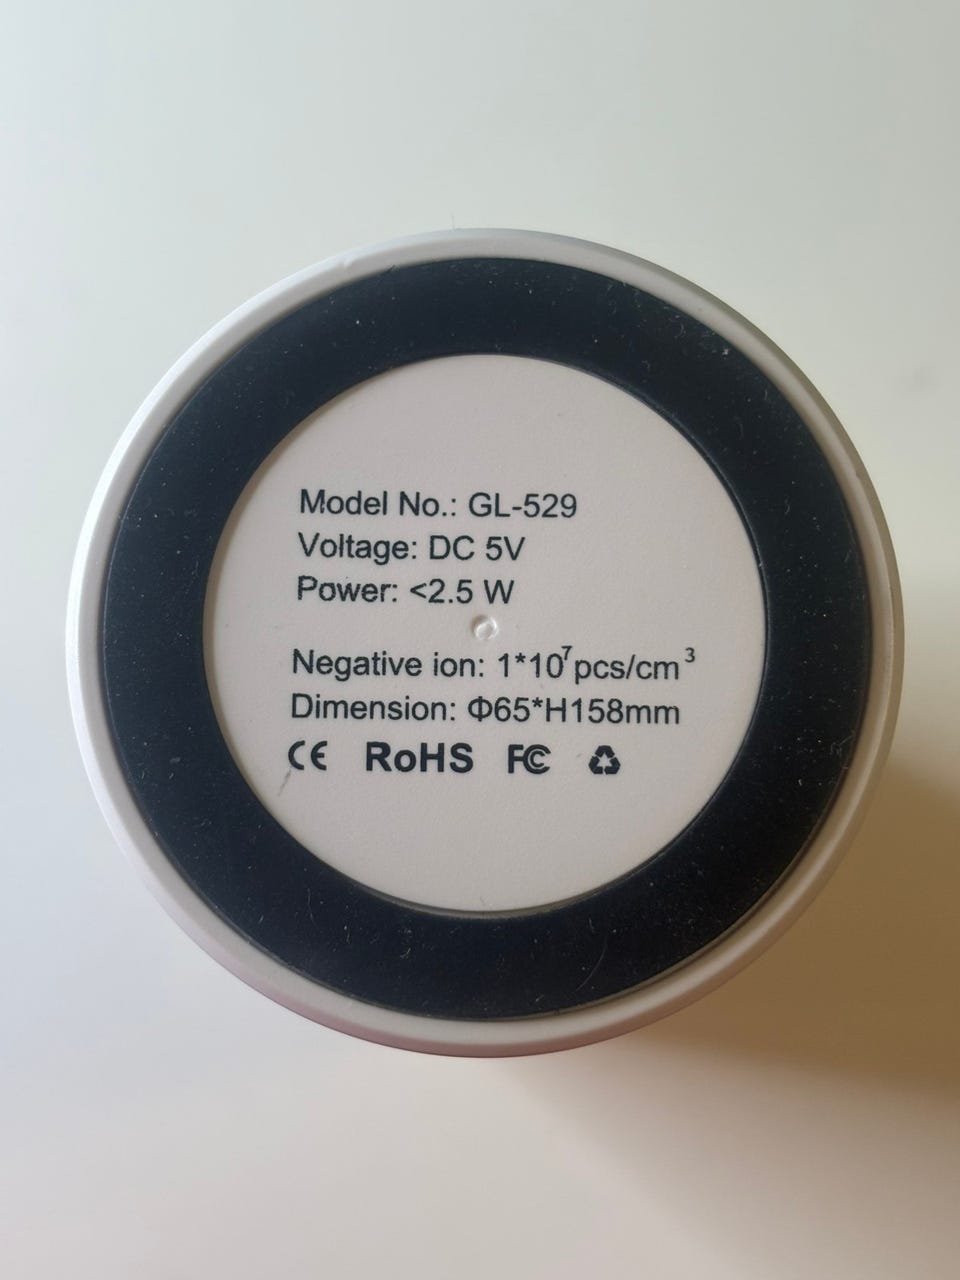 Model No.: GL-529
Voltage: DC 5V
Power: <2.5 W
Negative ion: 1*10⁷pcs/cm³
Dimension: Φ65*H158mm
CE RoHS FC